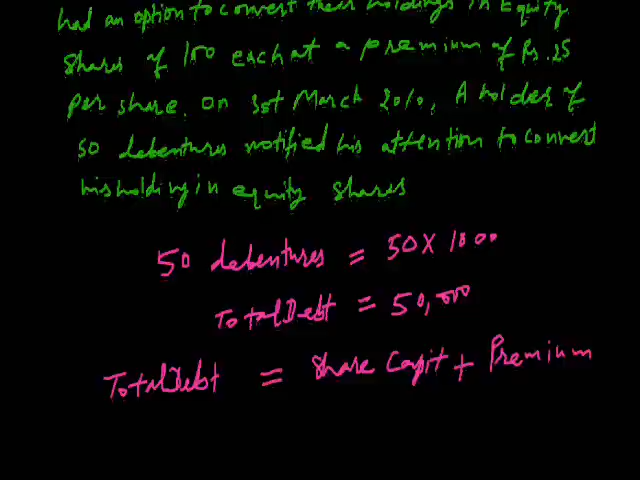 had an option to convert their holdings in Equity
Shares of 100 each at a premium of Rs. 25
per share. on 31st March 2010, A holder of
50 debentures notified his attention to convert
his holding in equity shares
50 debentures = 50 X 1000
Total Debt = 50,000
Total Debt = Share Capit + Premium